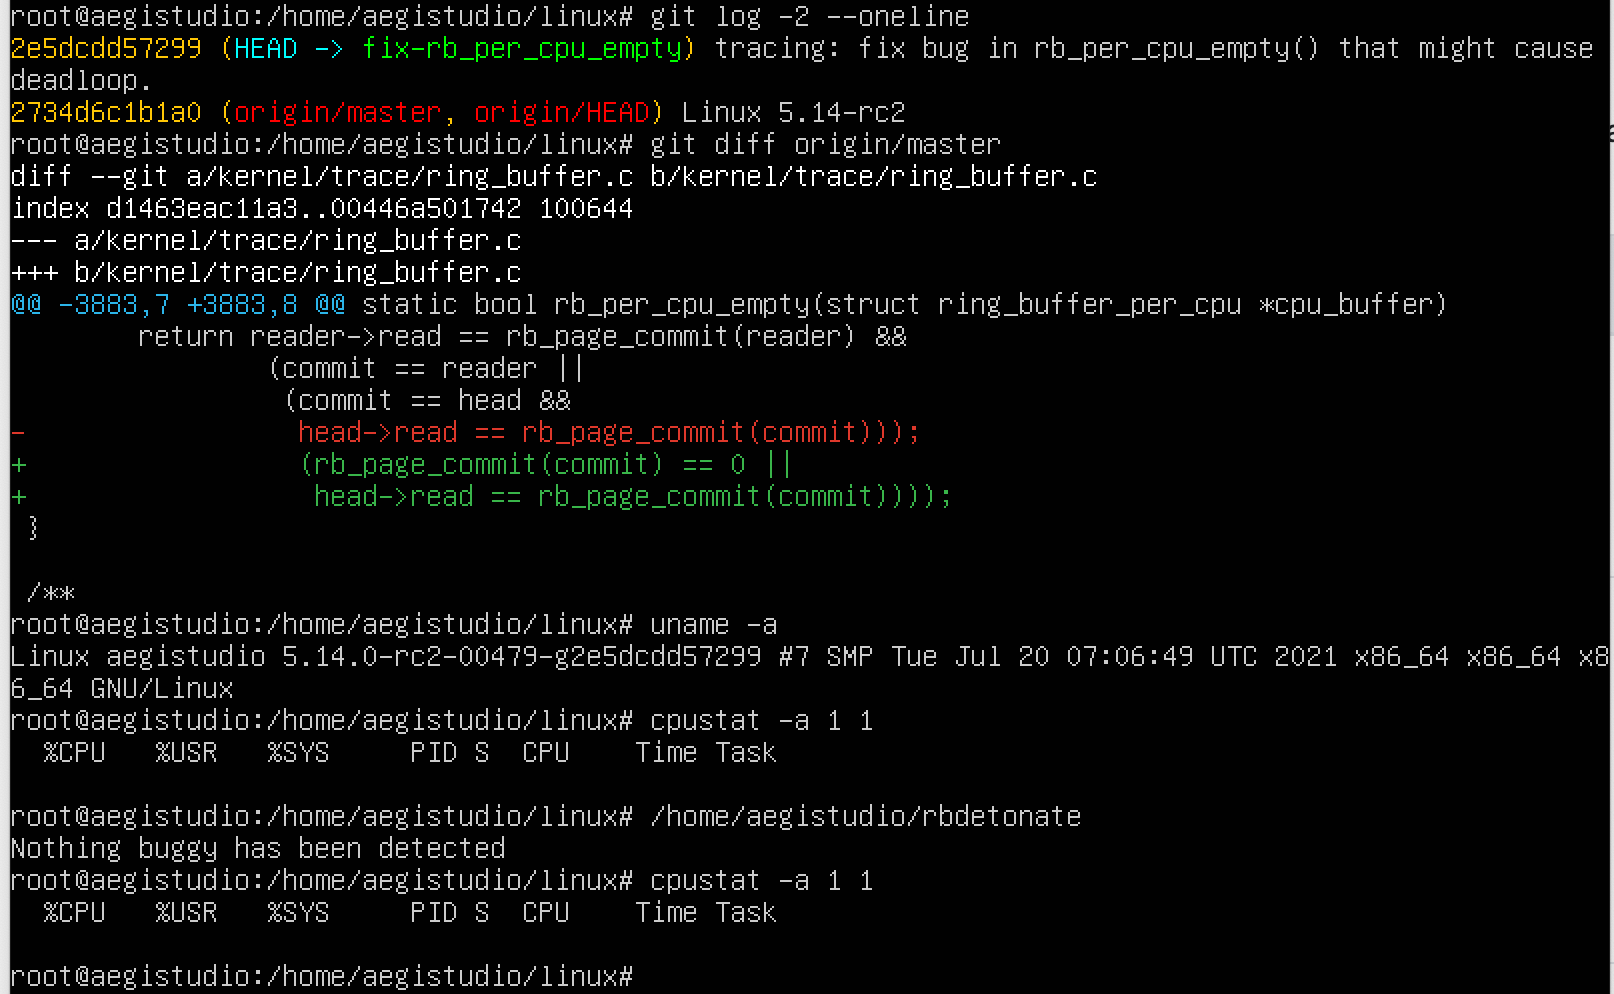 root@aegistudio:/home/aegistudio/linux# git log -2 --oneline
2e5dcdd57299 (HEAD -> fix-rb_per_cpu_empty) tracing: fix bug in rb_per_cpu_empty() that might cause
deadloop.
2734d6c1b1a0 (origin/master, origin/HEAD) Linux 5.14-rc2
root@aegistudio:/home/aegistudio/linux# git diff origin/master
diff --git a/kernel/trace/ring_buffer.c b/kernel/trace/ring_buffer.c
index d1463eac11a3..00446a501742 100644
--- a/kernel/trace/ring_buffer.c
+++ b/kernel/trace/ring_buffer.c
@@ -3883,7 +3883,8 @@ static bool rb_per_cpu_empty(struct ring_buffer_per_cpu *cpu_buffer)
        return reader->read == rb_page_commit(reader) &&
                (commit == reader ||
                 (commit == head &&
-                 head->read == rb_page_commit(commit)));
+                 (rb_page_commit(commit) == 0 ||
+                  head->read == rb_page_commit(commit))));
 }
 /**
root@aegistudio:/home/aegistudio/linux# uname -a
Linux aegistudio 5.14.0-rc2-00479-g2e5dcdd57299 #7 SMP Tue Jul 20 07:06:49 UTC 2021 x86_64 x86_64 x8
6_64 GNU/Linux
root@aegistudio:/home/aegistudio/linux# cpustat -a 1 1
  %CPU   %USR   %SYS     PID S  CPU    Time Task
root@aegistudio:/home/aegistudio/linux# /home/aegistudio/rbdetonate
Nothing buggy has been detected
root@aegistudio:/home/aegistudio/linux# cpustat -a 1 1
  %CPU   %USR   %SYS     PID S  CPU    Time Task
root@aegistudio:/home/aegistudio/linux#